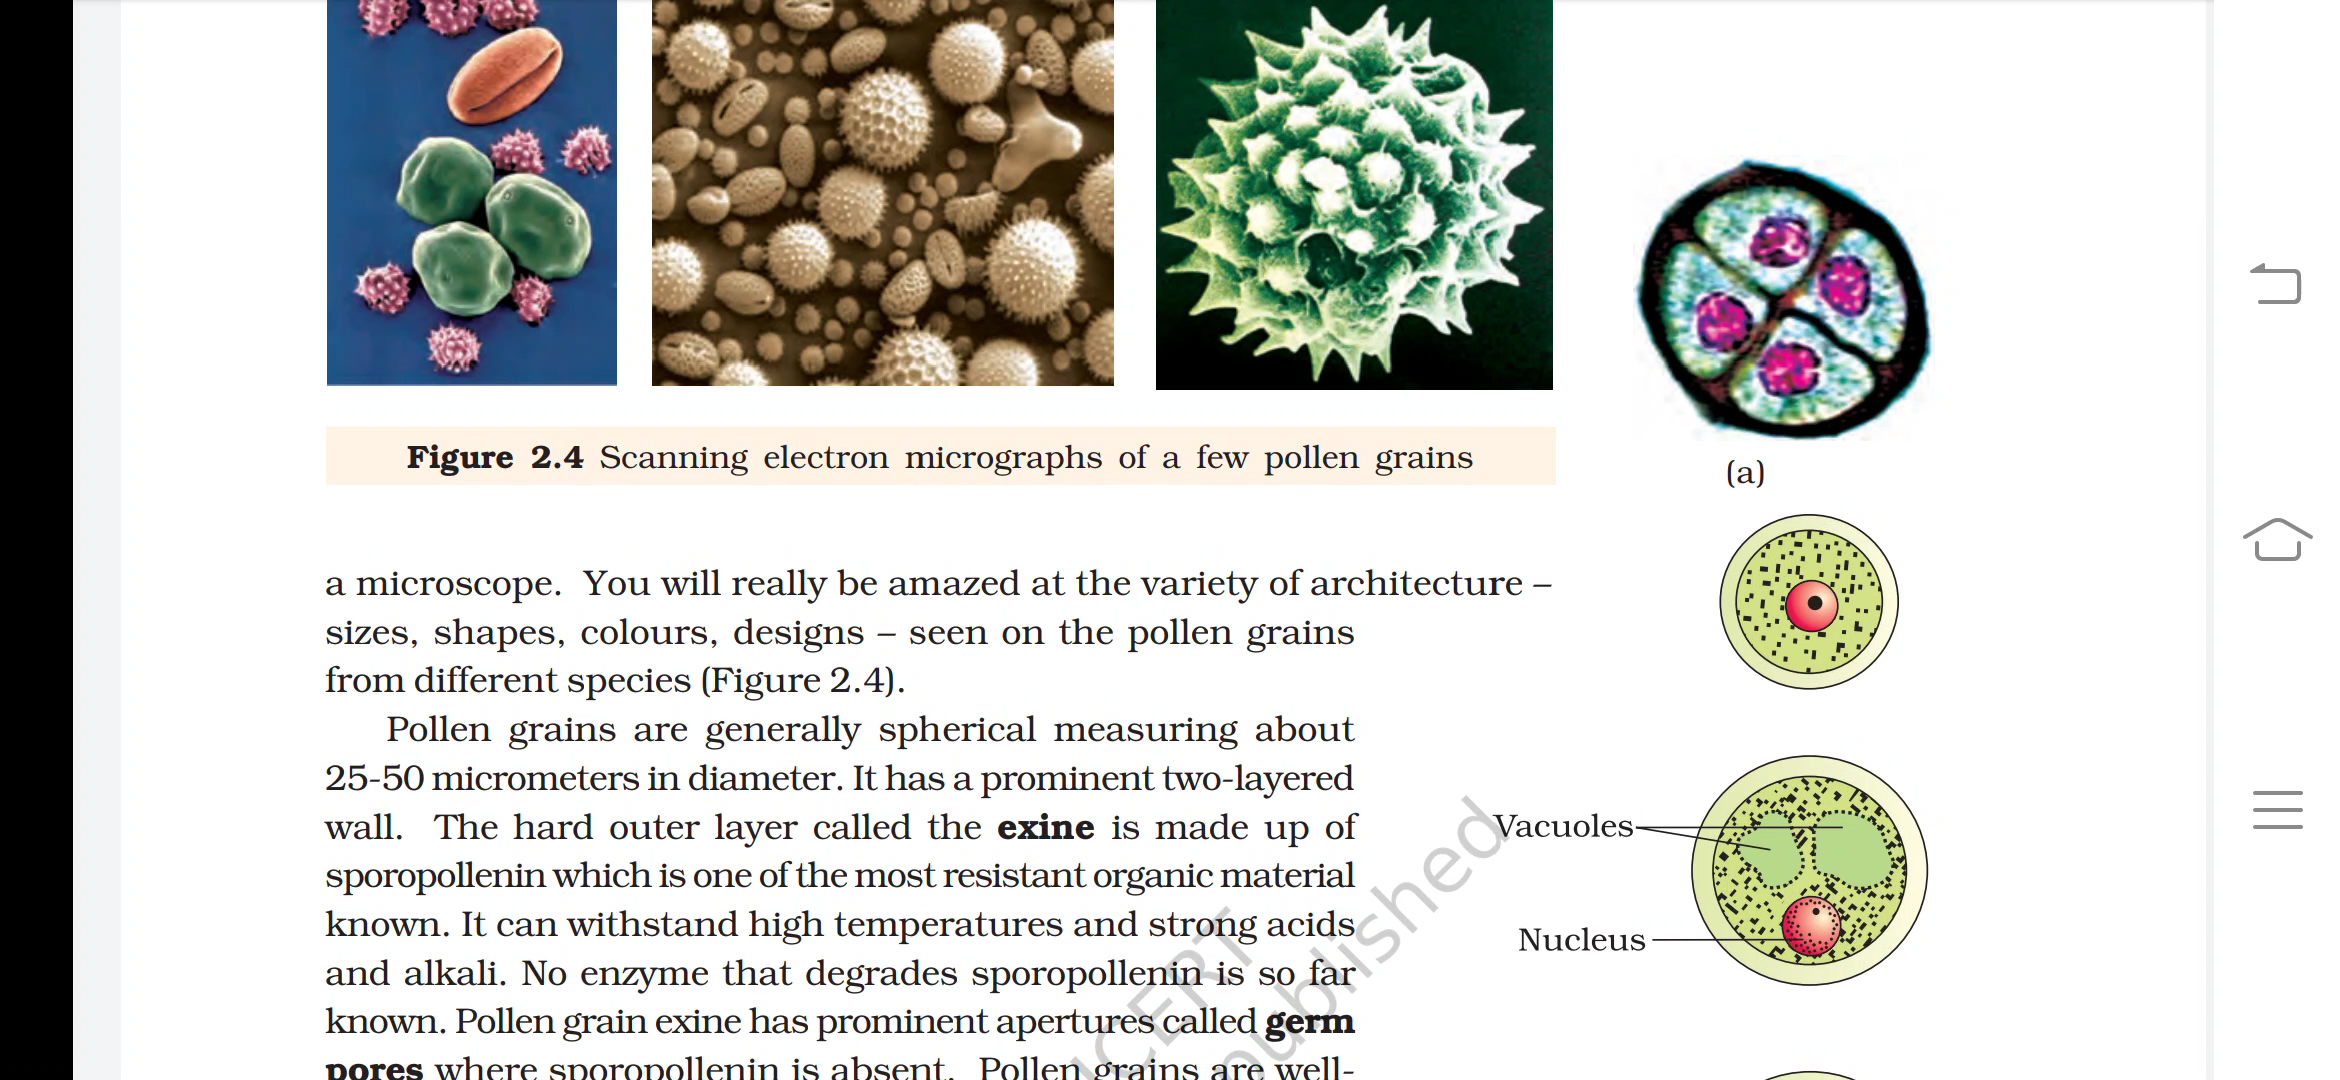 Figure 2.4 Scanning electron micrographs of a few pollen grains
(a)
a microscope. You will really be amazed at the variety of architecture –
sizes, shapes, colours, designs – seen on the pollen grains
from different species (Figure 2.4).
Pollen grains are generally spherical measuring about
25-50 micrometers in diameter. It has a prominent two-layered
wall. The hard outer layer called the exine is made up of
sporopollenin which is one of the most resistant organic material
known. It can withstand high temperatures and strong acids
and alkali. No enzyme that degrades sporopollenin is so far
known. Pollen grain exine has prominent apertures called germ
pores where sporopollenin is absent. Pollen grains are well-
Vacuoles
Nucleus
NCERT
published